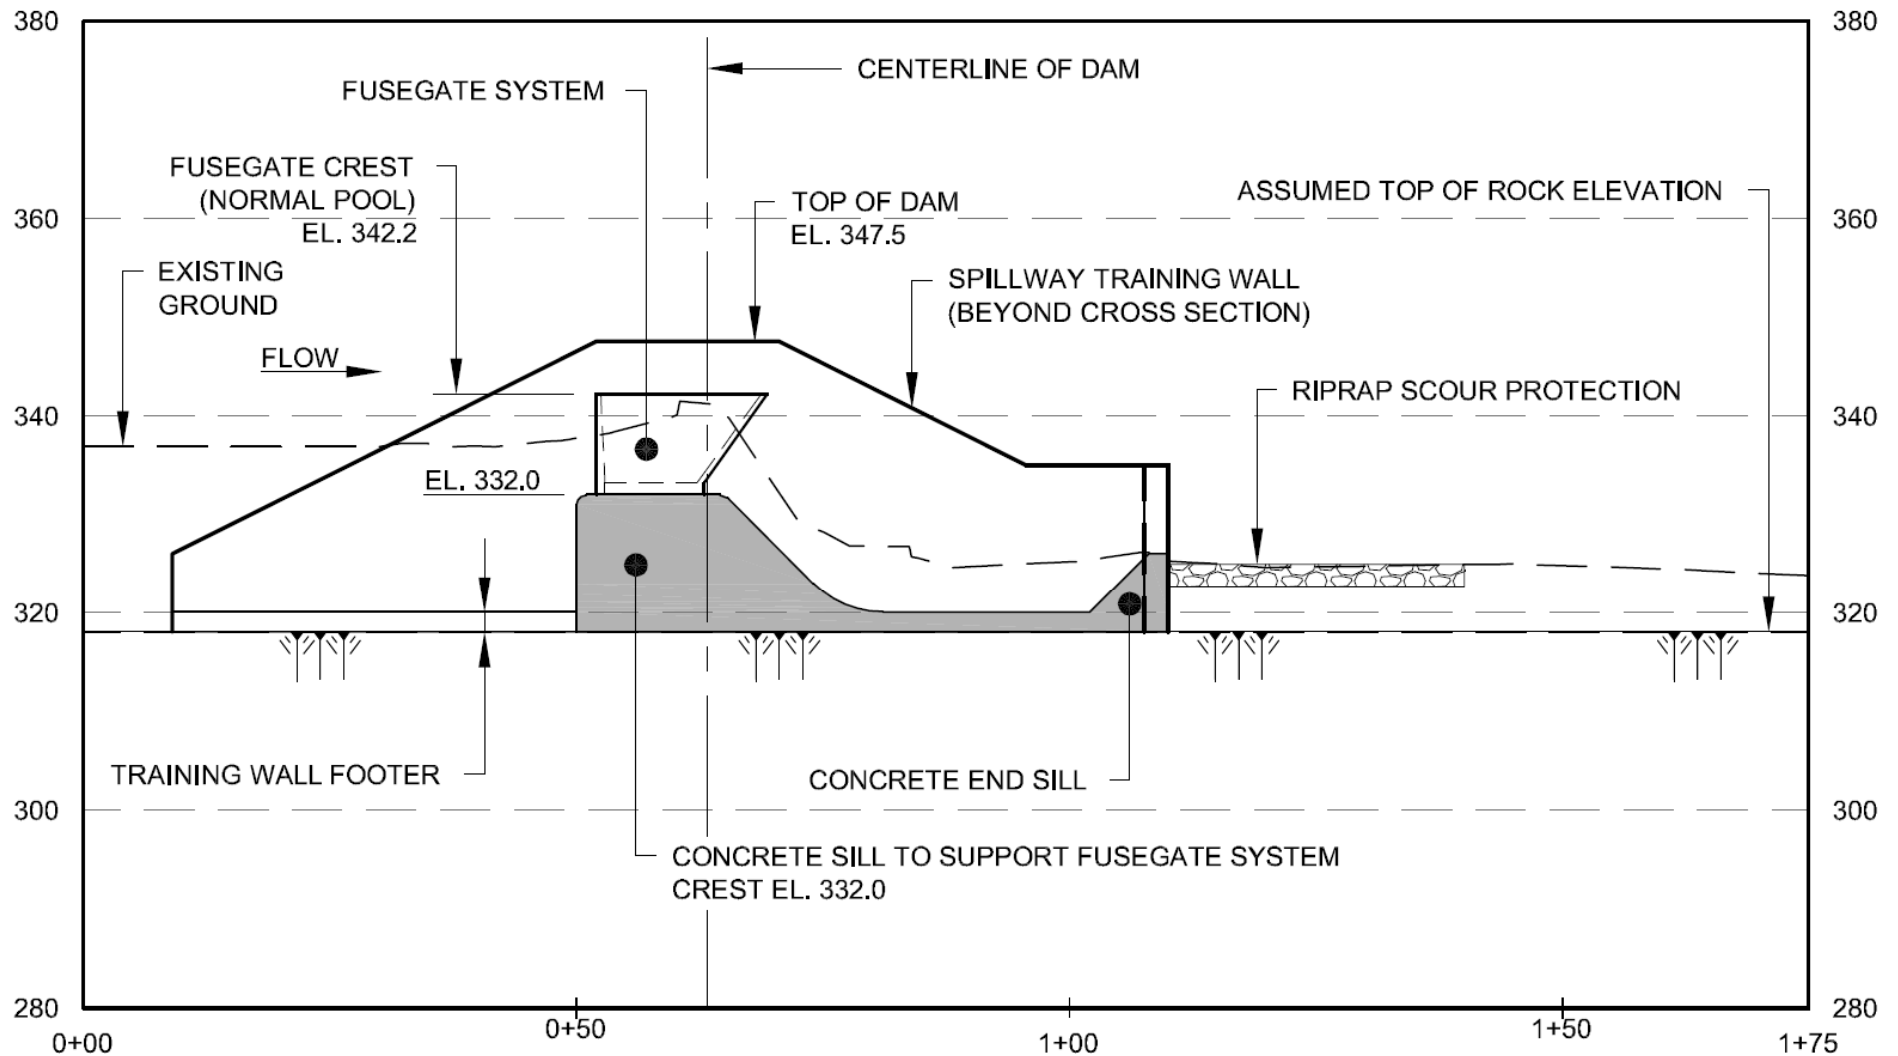 380
380
CENTERLINE OF DAM
FUSEGATE SYSTEM
FUSEGATE CREST
(NORMAL POOL)
EL. 342.2
TOP OF DAM
EL. 347.5
ASSUMED TOP OF ROCK ELEVATION
360
360
EXISTING
GROUND
SPILLWAY TRAINING WALL
(BEYOND CROSS SECTION)
FLOW
RIPRAP SCOUR PROTECTION
340
340
EL. 332.0
320
320
TRAINING WALL FOOTER
CONCRETE END SILL
300
300
CONCRETE SILL TO SUPPORT FUSEGATE SYSTEM
CREST EL. 332.0
280
280
0+00
0+50
1+00
1+50
1+75